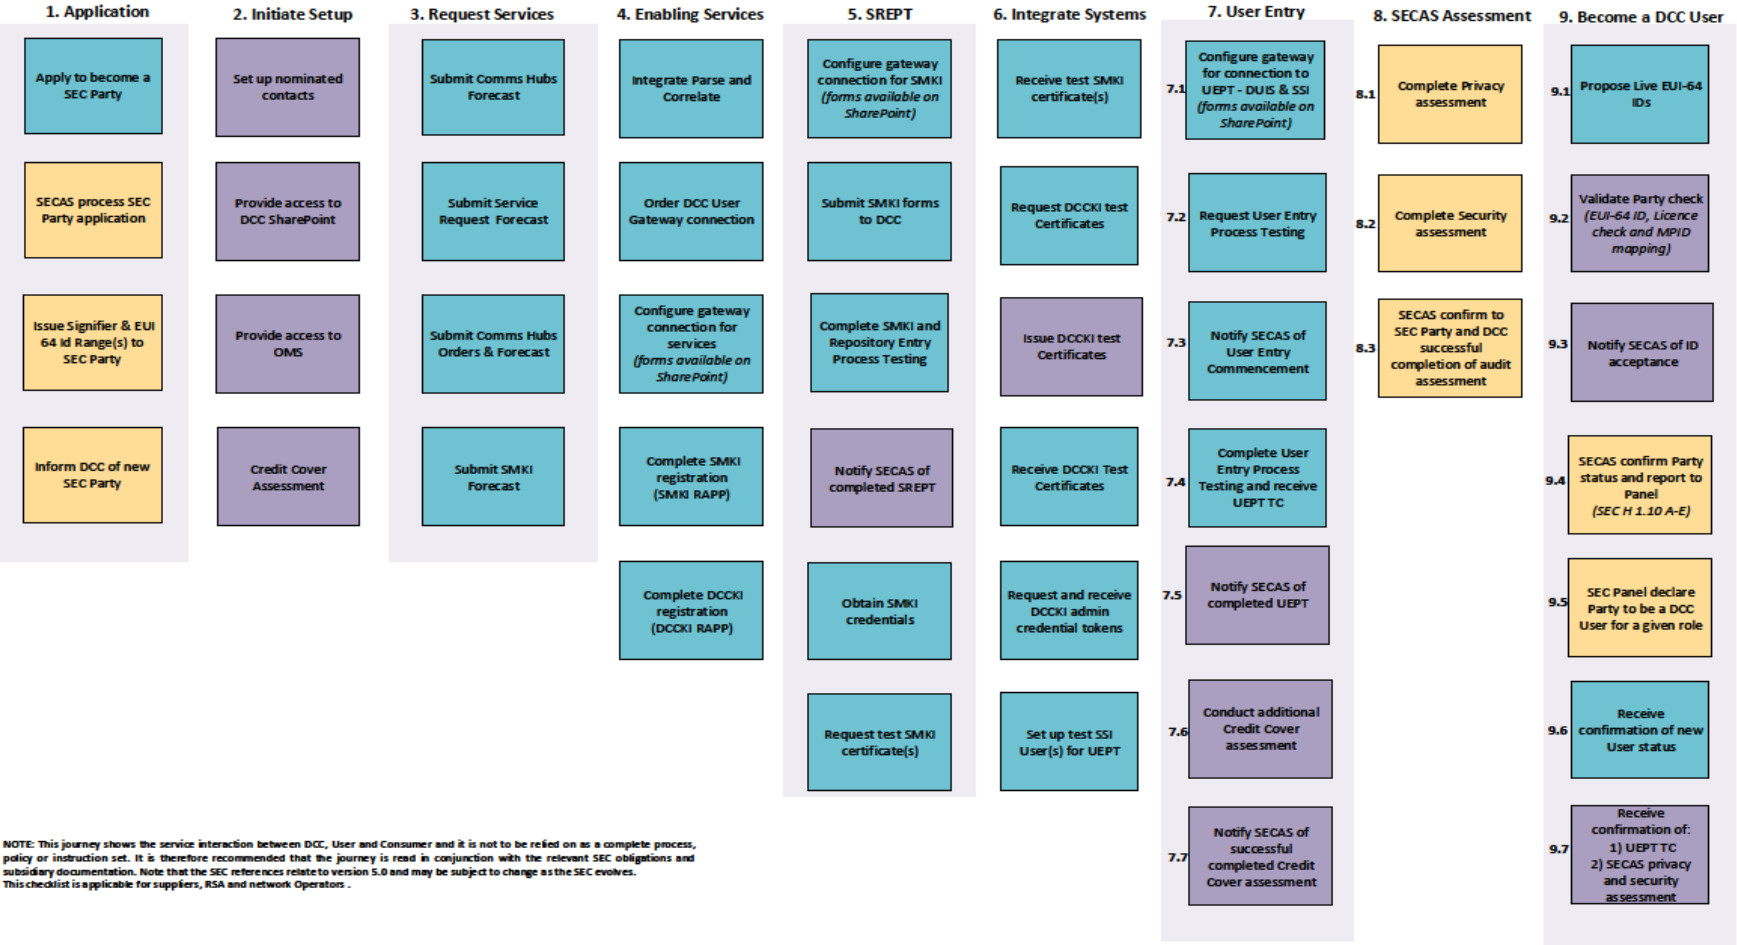 1. Application
Apply to become a
SEC Party
SECAS process SEC
Party application
Issue Signifier & EUI
64 Id Range(s) to
SEC Party
Inform DCC of new
SEC Party
2. Initiate Setup
Set up nominated
contacts
Provide access to
DCC SharePoint
Provide access to
OMS
Credit Cover
Assessment
3. Request Services
Submit Comms Hubs
Forecast
Submit Service
Request Forecast
Submit Comms Hubs
Orders & Forecast
Submit SMKI
Forecast
4. Enabling Services
Integrate Parse and
Correlate
Order DCC User
Gateway connection
Configure gateway
connection for
services
(forms available on
SharePoint)
Complete SMKI
registration
(SMKI RAPP)
Complete DCCKI
registration
(DCCKI RAPP)
5. SREPT
Configure gateway
connection for SMKI
(forms available on
SharePoint)
Submit SMKI forms
to DCC
Complete SMKI and
Repository Entry
Process Testing
Notify SECAS of
completed SREPT
Obtain SMKI
credentials
Request test SMKI
certificate(s)
6. Integrate Systems
Receive test SMKI
certificate(s)
Request DCCKI test
Certificates
Issue DCCKI test
Certificates
Receive DCCKI Test
Certificates
Request and receive
DCCKI admin
credential tokens
Set up test SSI
User(s) for UEPT
7. User Entry
7.1
Configure gateway
for connection to
UEPT - DUIS & SSI
(forms available on
SharePoint)
7.2
Request User Entry
Process Testing
7.3
Notify SECAS of
User Entry
Commencement
7.4
Complete User
Entry Process
Testing and receive
UEPT TC
7.5
Notify SECAS of
completed UEPT
7.6
Conduct additional
Credit Cover
assessment
7.7
Notify SECAS of
successful
completed Credit
Cover assessment
8. SECAS Assessment
8.1
Complete Privacy
assessment
8.2
Complete Security
assessment
8.3
SECAS confirm to
SEC Party and DCC
successful
completion of audit
assessment
9. Become a DCC User
9.1
Propose Live EUI-64
IDs
9.2
Validate Party check
(EUI-64 ID, Licence
check and MPID
mapping)
9.3
Notify SECAS of ID
acceptance
9.4
SECAS confirm Party
status and report to
Panel
(SEC H 1.10 A-E)
9.5
SEC Panel declare
Party to be a DCC
User for a given role
9.6
Receive
confirmation of new
User status
9.7
Receive
confirmation of:
1) UEPT TC
2) SECAS privacy
and security
assessment
NOTE: This journey shows the service interaction between DCC, User and Consumer and it is not to be relied on as a complete process,
policy or instruction set. It is therefore recommended that the journey is read in conjunction with the relevant SEC obligations and
subsidiary documentation. Note that the SEC references relate to version 5.0 and may be subject to change as the SEC evolves.
This checklist is applicable for suppliers, RSA and network Operators .